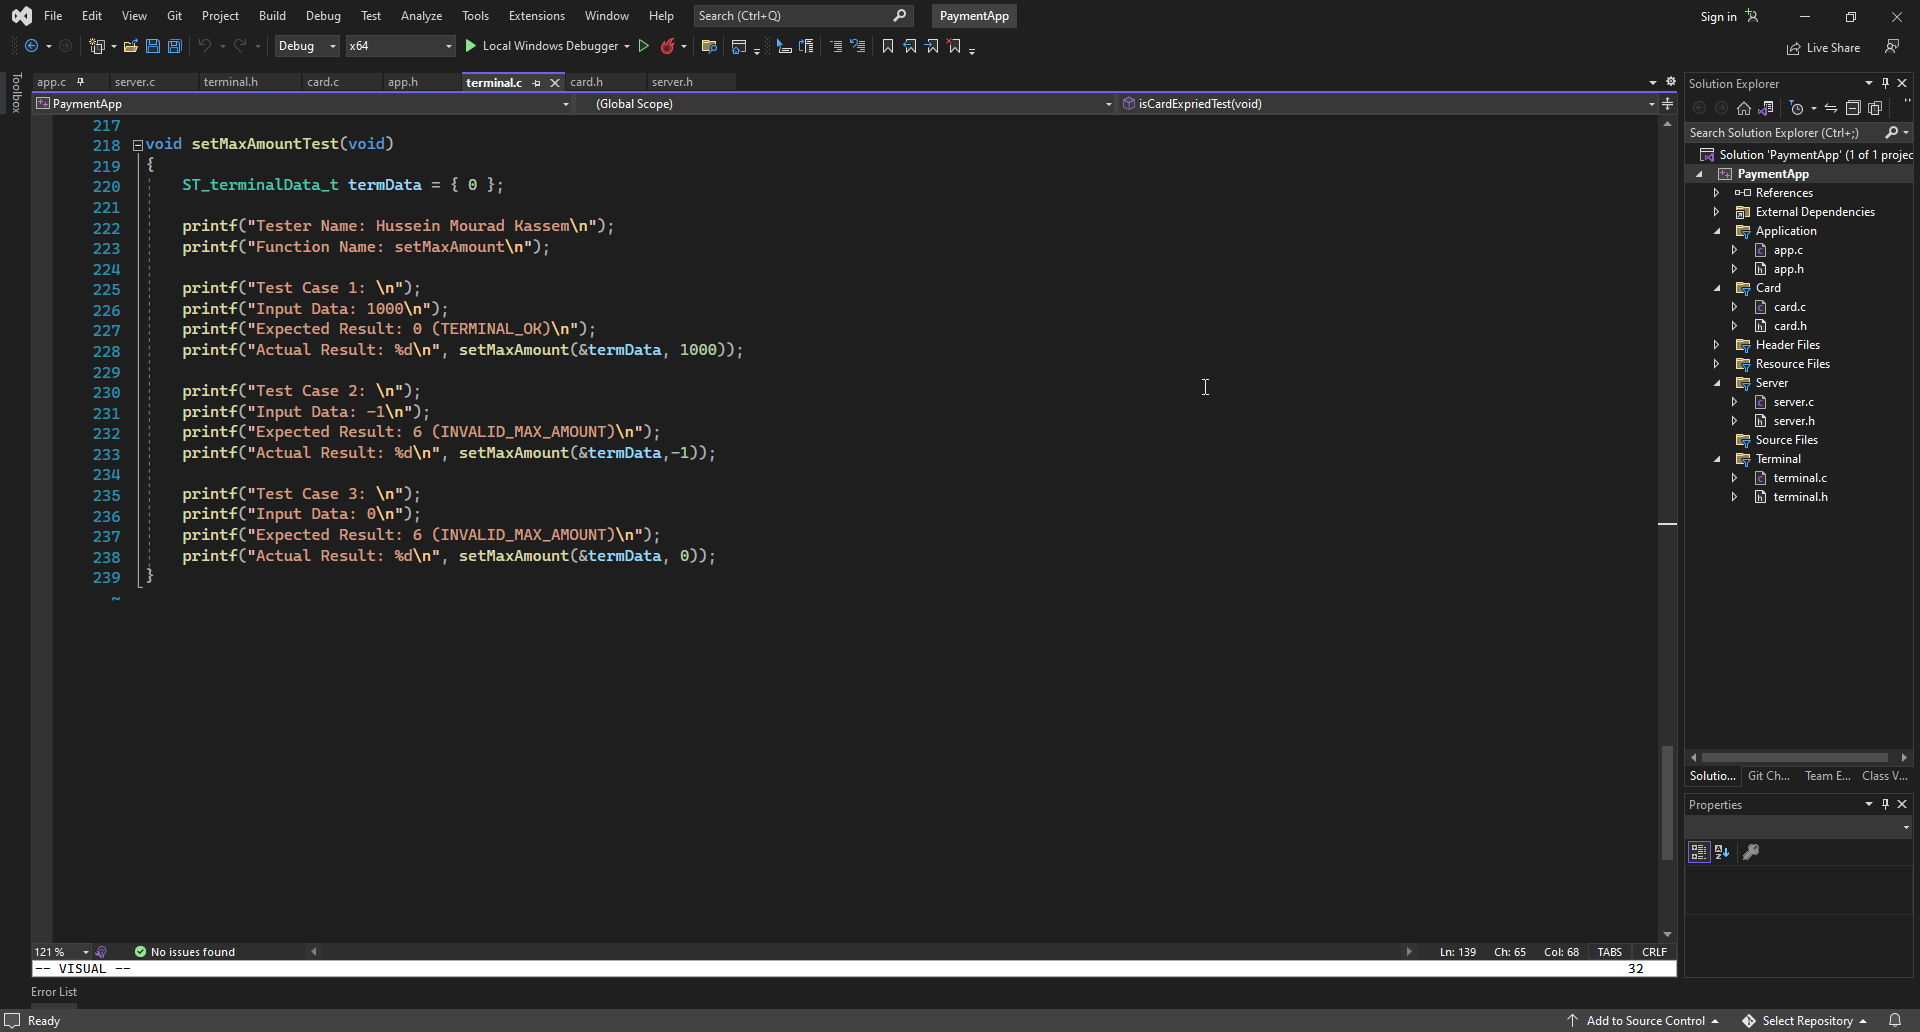 File Edit View Git Project Build Debug Test Analyze Tools Extensions Window Help Search (Ctrl+Q) PaymentApp Sign in
Debug x64 Local Windows Debugger Live Share
Toolbox
app.c server.c terminal.h card.c app.h terminal.c card.h server.h
PaymentApp (Global Scope) isCardExpriedTest(void)
217
218 void setMaxAmountTest(void)
219 {
220 ST_terminalData_t termData = { 0 };
221
222 printf("Tester Name: Hussein Mourad Kassem\n");
223 printf("Function Name: setMaxAmount\n");
224
225 printf("Test Case 1: \n");
226 printf("Input Data: 1000\n");
227 printf("Expected Result: 0 (TERMINAL_OK)\n");
228 printf("Actual Result: %d\n", setMaxAmount(&termData, 1000));
229
230 printf("Test Case 2: \n");
231 printf("Input Data: -1\n");
232 printf("Expected Result: 6 (INVALID_MAX_AMOUNT)\n");
233 printf("Actual Result: %d\n", setMaxAmount(&termData,-1));
234
235 printf("Test Case 3: \n");
236 printf("Input Data: 0\n");
237 printf("Expected Result: 6 (INVALID_MAX_AMOUNT)\n");
238 printf("Actual Result: %d\n", setMaxAmount(&termData, 0));
239 }
~
121 % No issues found Ln: 139 Ch: 65 Col: 68 TABS CRLF
-- VISUAL -- 32
Error List
Solution Explorer
Search Solution Explorer (Ctrl+;)
Solution 'PaymentApp' (1 of 1 projec
PaymentApp
References
External Dependencies
Application
app.c
app.h
Card
card.c
card.h
Header Files
Resource Files
Server
server.c
server.h
Source Files
Terminal
terminal.c
terminal.h
Solutio... Git Ch... Team E... Class V...
Properties
Ready Add to Source Control Select Repository